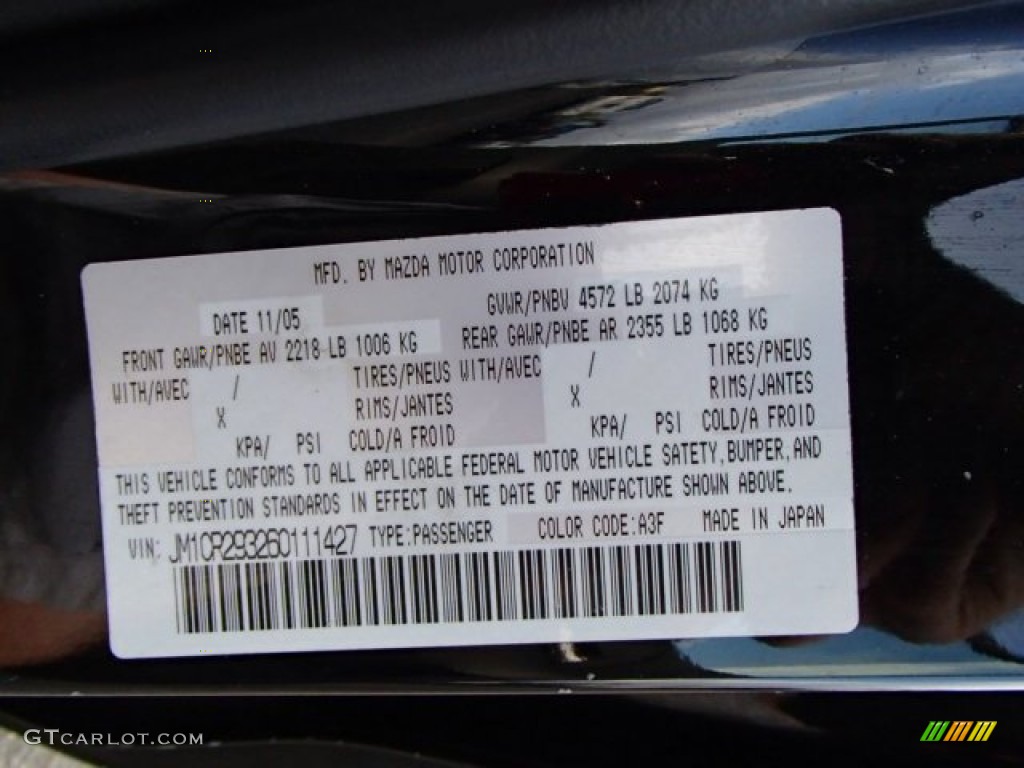 MFD. BY MAZDA MOTOR CORPORATION
DATE 11/05 GVWR/PNBV 4572 LB 2074 KG
FRONT GAWR/PNBE AV 2218 LB 1006 KG REAR GAWR/PNBE AR 2355 LB 1068 KG
WITH/AVEC / TIRES/PNEUS WITH/AVEC / TIRES/PNEUS
X RIMS/JANTES X RIMS/JANTES
KPA/ PSI COLD/A FROID KPA/ PSI COLD/A FROID
THIS VEHICLE CONFORMS TO ALL APPLICABLE FEDERAL MOTOR VEHICLE SAFETY, BUMPER, AND
THEFT PREVENTION STANDARDS IN EFFECT ON THE DATE OF MANUFACTURE SHOWN ABOVE.
VIN: JM1CR293260111427 TYPE:PASSENGER COLOR CODE:A3F MADE IN JAPAN
GTCARLOT.COM